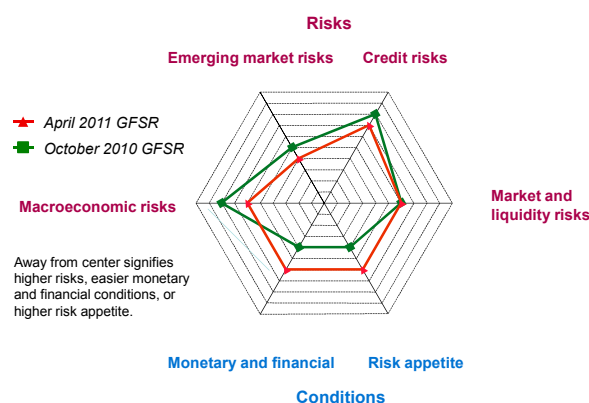 Risks
Emerging market risks
Credit risks
April 2011 GFSR
October 2010 GFSR
Macroeconomic risks
Market and
liquidity risks
Away from center signifies
higher risks, easier monetary
and financial conditions, or
higher risk appetite.
Monetary and financial
Risk appetite
Conditions